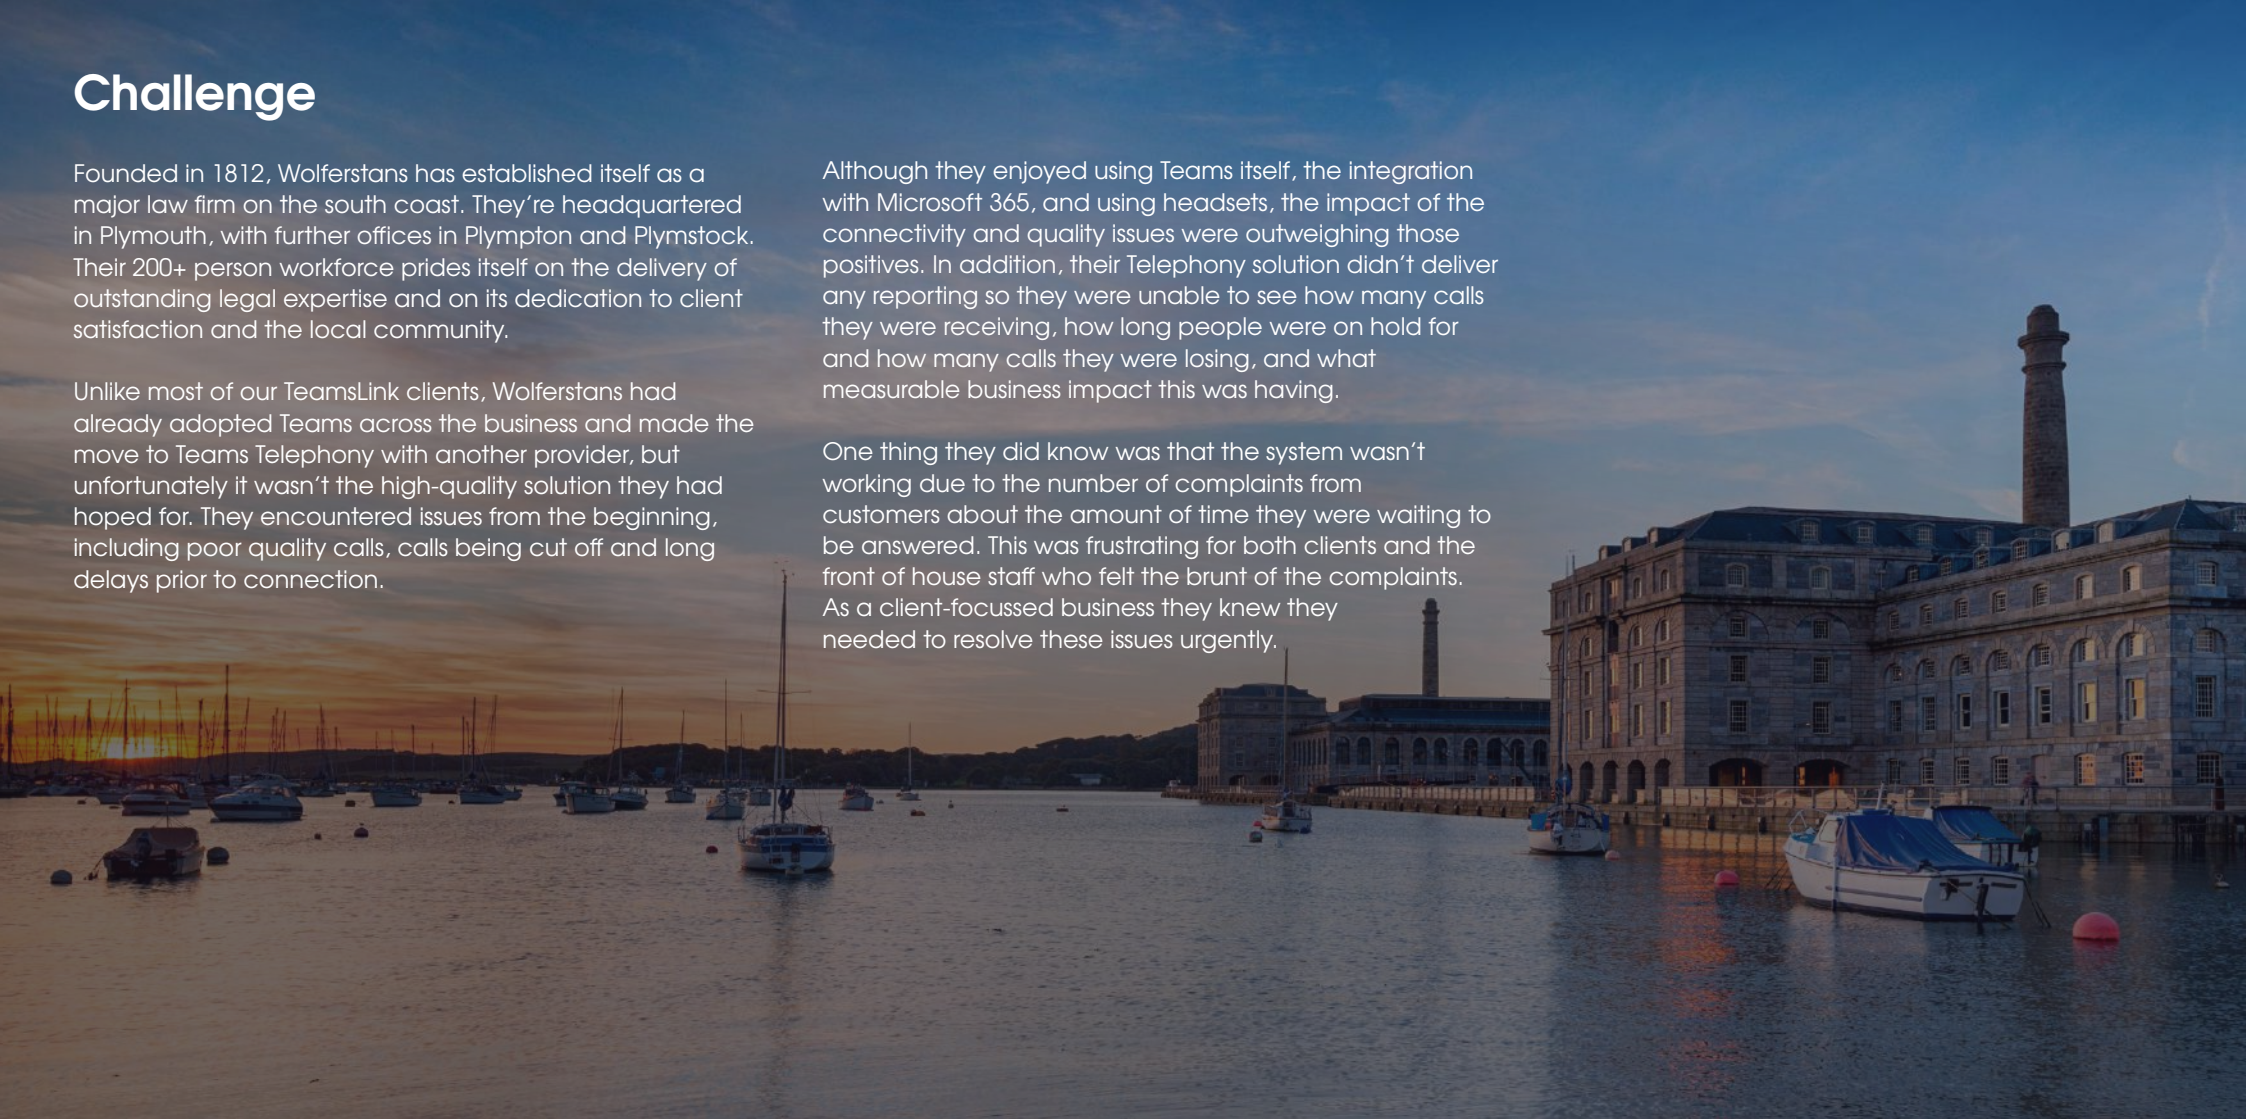 Challenge
Founded in 1812, Wolferstans has established itself as a
major law firm on the south coast. They’re headquartered
in Plymouth, with further offices in Plympton and Plymstock.
Their 200+ person workforce prides itself on the delivery of
outstanding legal expertise and on its dedication to client
satisfaction and the local community.
Unlike most of our TeamsLink clients, Wolferstans had
already adopted Teams across the business and made the
move to Teams Telephony with another provider, but
unfortunately it wasn’t the high-quality solution they had
hoped for. They encountered issues from the beginning,
including poor quality calls, calls being cut off and long
delays prior to connection.
Although they enjoyed using Teams itself, the integration
with Microsoft 365, and using headsets, the impact of the
connectivity and quality issues were outweighing those
positives. In addition, their Telephony solution didn’t deliver
any reporting so they were unable to see how many calls
they were receiving, how long people were on hold for
and how many calls they were losing, and what
measurable business impact this was having.
One thing they did know was that the system wasn’t
working due to the number of complaints from
customers about the amount of time they were waiting to
be answered. This was frustrating for both clients and the
front of house staff who felt the brunt of the complaints.
As a client-focussed business they knew they
needed to resolve these issues urgently.